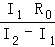 I₁ R₀
I₂ − I₁